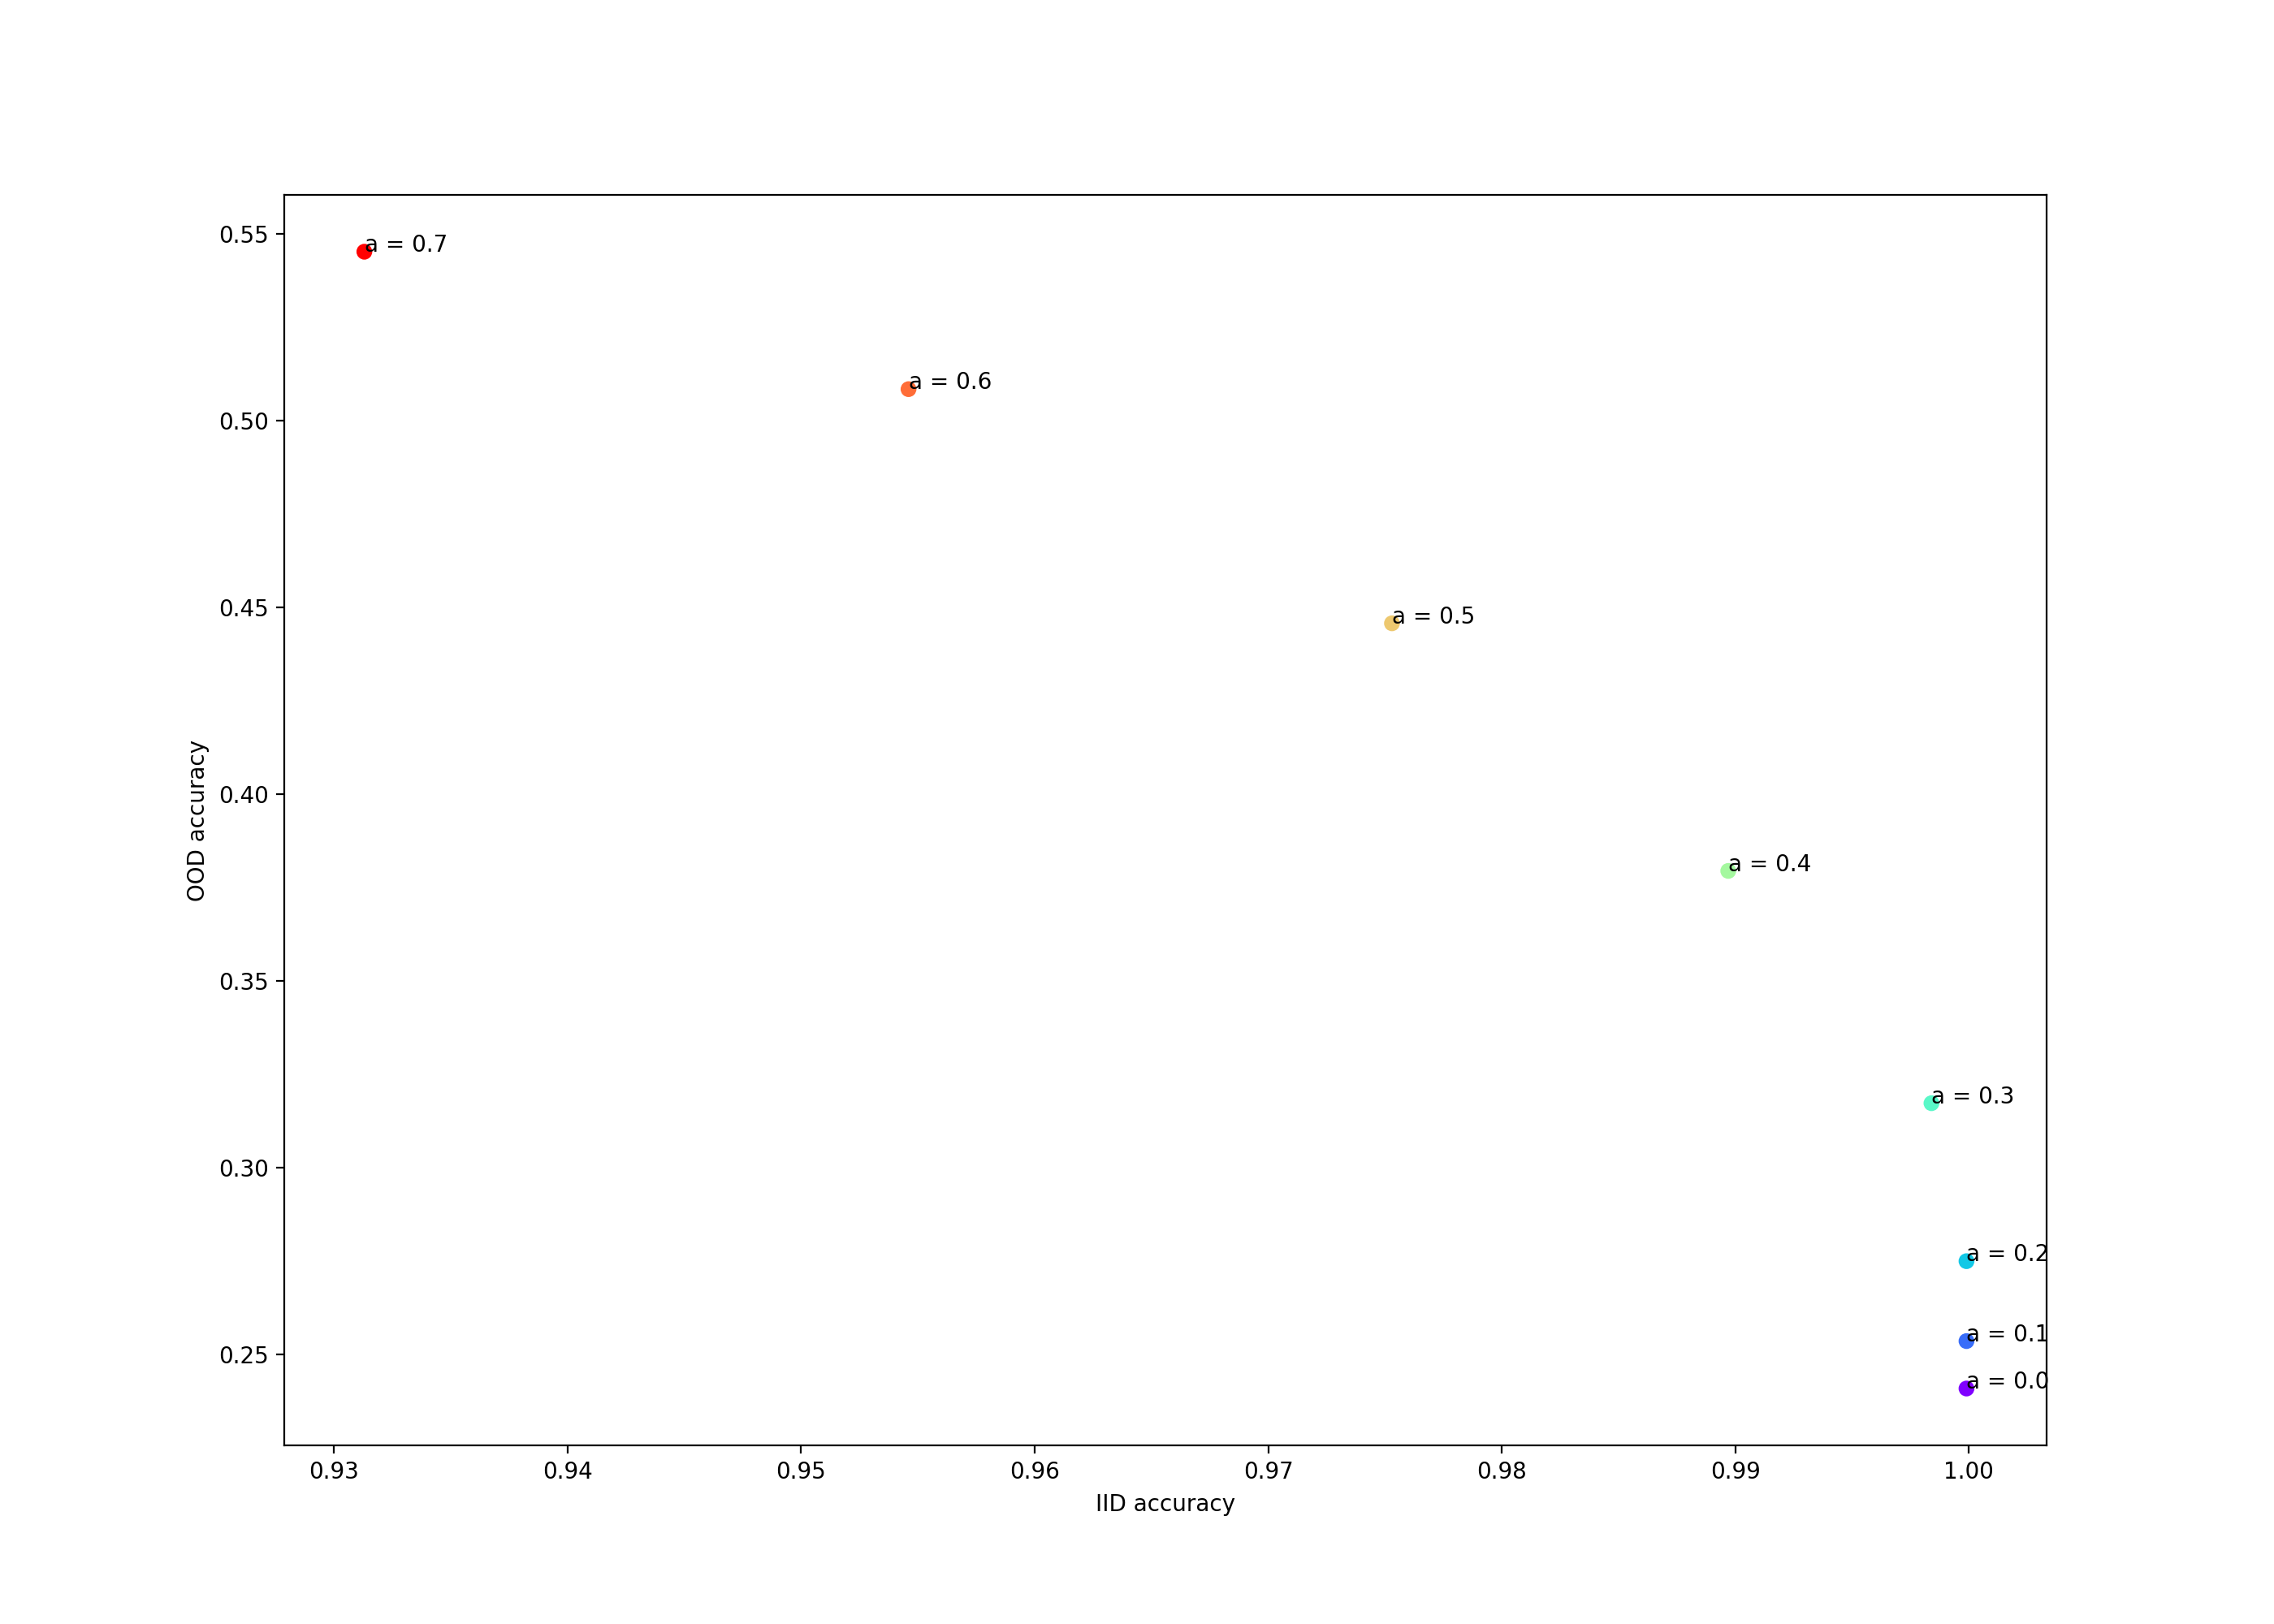 0.55
a = 0.7
0.50
a = 0.6
0.45
a = 0.5
OOD accuracy
0.40
a = 0.4
0.35
a = 0.3
0.30
a = 0.2
a = 0.1
0.25
a = 0.0
0.93 0.94 0.95 0.96 0.97 0.98 0.99 1.00
IID accuracy